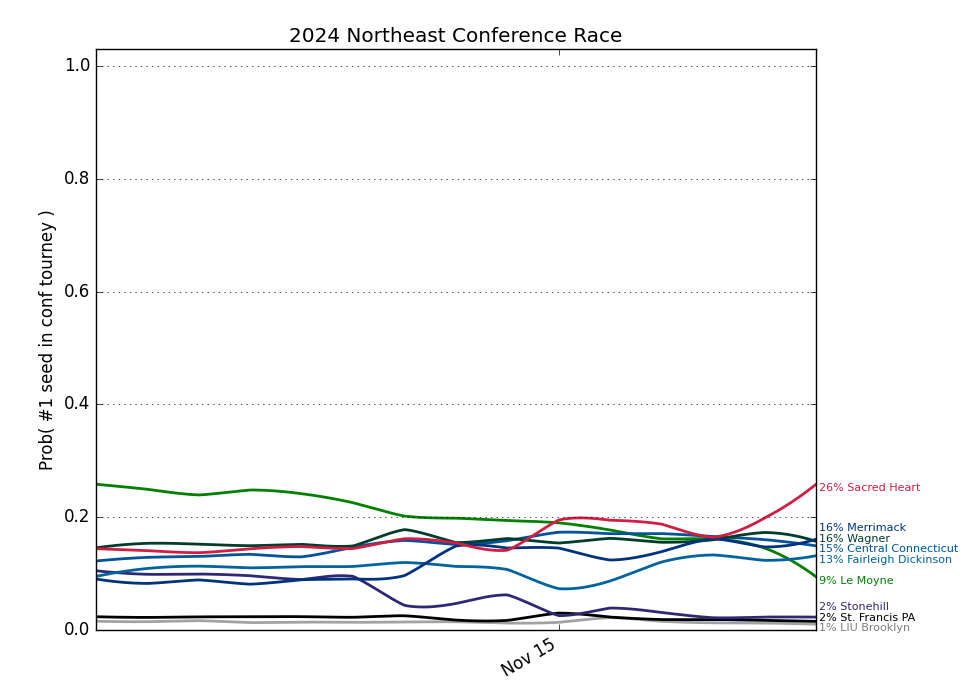 2024 Northeast Conference Race
Prob( #1 seed in conf tourney )
1.0
0.8
0.6
0.4
0.2
0.0
Nov 15
26% Sacred Heart
16% Merrimack
16% Wagner
15% Central Connecticut
13% Fairleigh Dickinson
9% Le Moyne
2% Stonehill
2% St. Francis PA
1% LIU Brooklyn